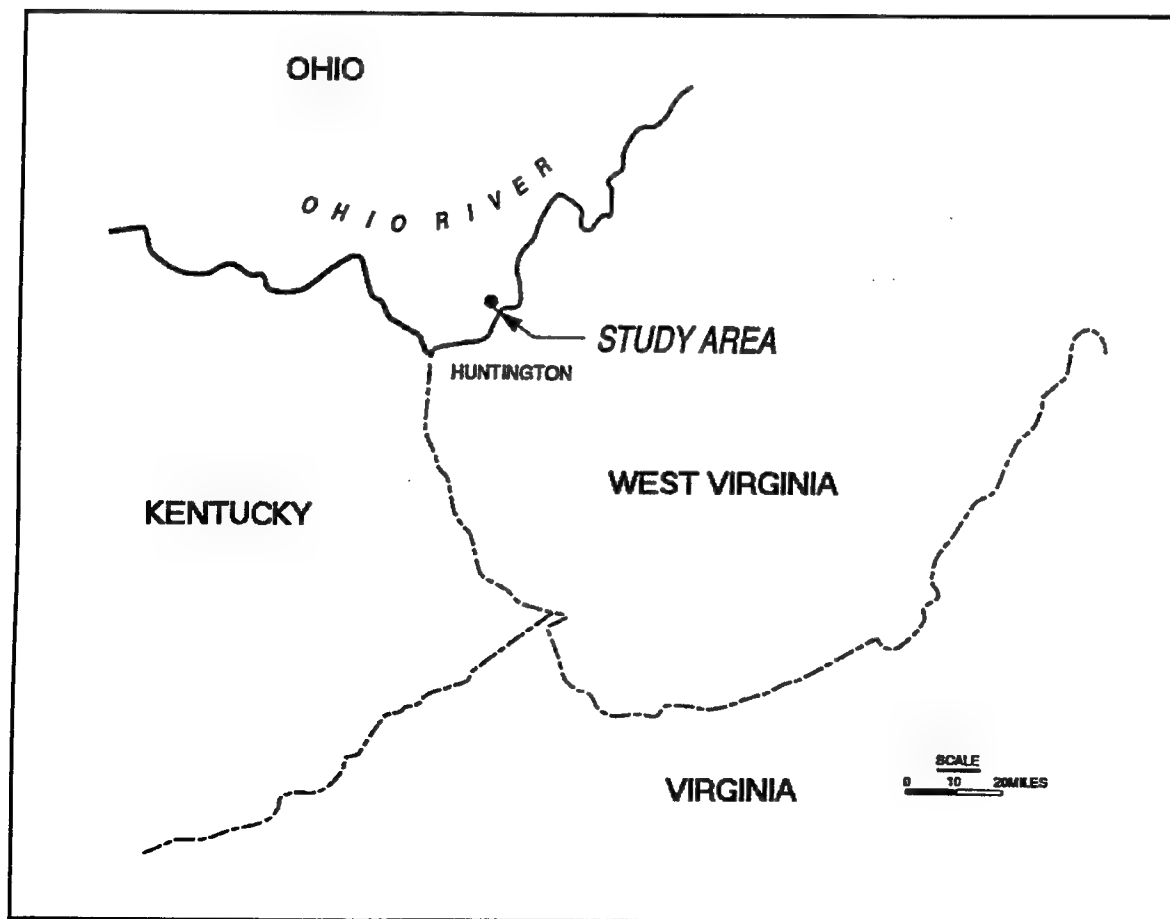 OHIO
OHIO RIVER
STUDY AREA
HUNTINGTON
WEST VIRGINIA
KENTUCKY
VIRGINIA
SCALE
0 10 20MILES